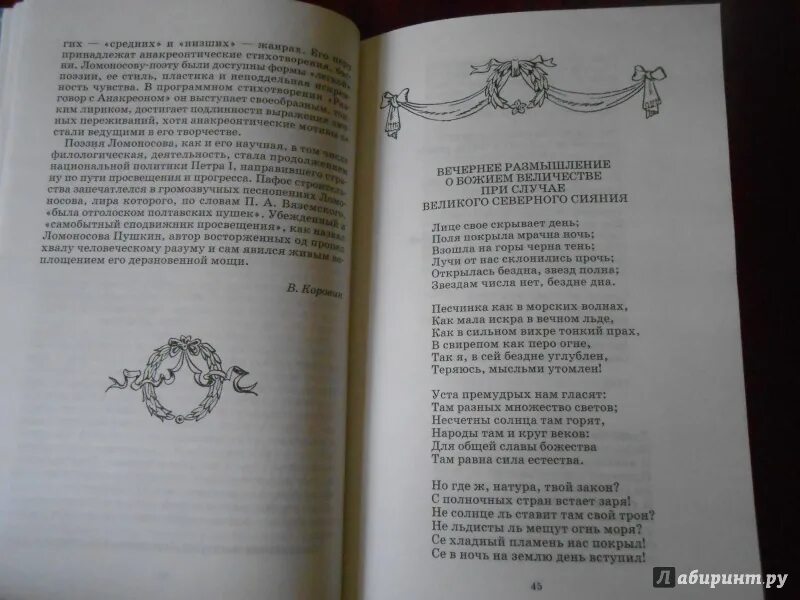 гих — «средних» и «низших» — жанрах. Его перу
принадлежат анакреонтические стихотворения,
Ломоносову-поэту были доступны формы «легкой»
поэзии, ее стиль, пластика и неподдельная искрен-
ность чувства. В программном стихотворении «Раз-
говор с Анакреоном» он выступает своеобразным,
ким лириком, достигает подлинности выражения
ных переживаний, хотя анакреонтические мотивы не
стали ведущими в его творчестве.
Поэзия Ломоносова, как и его научная, в том числе
филологическая, деятельность, стала продолжением
национальной политики Петра I, направившего стра-
ну по пути просвещения и прогресса. Пафос строитель-
запечатлелся в громозвучных песнопениях Ломо-
носова, лира которого, по словам П. А. Вяземского,
«была отголоском полтавских пушек». Убежденный и
«самобытный сподвижник просвещения», как назвал
Ломоносова Пушкин, автор восторженных од пропел
хвалу человеческому разуму и сам явился живым во-
площением его дерзновенной мощи.
В. Коровин
ВЕЧЕРНЕЕ РАЗМЫШЛЕНИЕ
О БОЖИЕМ ВЕЛИЧЕСТВЕ
ПРИ СЛУЧАЕ
ВЕЛИКОГО СЕВЕРНОГО СИЯНИЯ
Лице свое скрывает день;
Поля покрыла мрачна ночь;
Взошла на горы черна тень;
Лучи от нас склонились прочь;
Открылась бездна, звезд полна;
Звездам числа нет, бездне дна.
Песчинка как в морских волнах,
Как мала искра в вечном льде,
Как в сильном вихре тонкий прах,
В свирепом как перо огне,
Так я, в сей бездне углублен,
Теряюсь, мысльми утомлен!
Уста премудрых нам гласят:
Там разных множество светов;
Несчетны солнца там горят,
Народы там и круг веков:
Для общей славы божества
Там равна сила естества.
Но где ж, натура, твой закон?
С полночных стран встает заря!
Не солнце ль ставит там свой трон?
Не льдисты ль мещут огнь моря?
Се хладный пламень нас покрыл!
Се в ночь на землю день вступил!
45
Лабиринт.ру